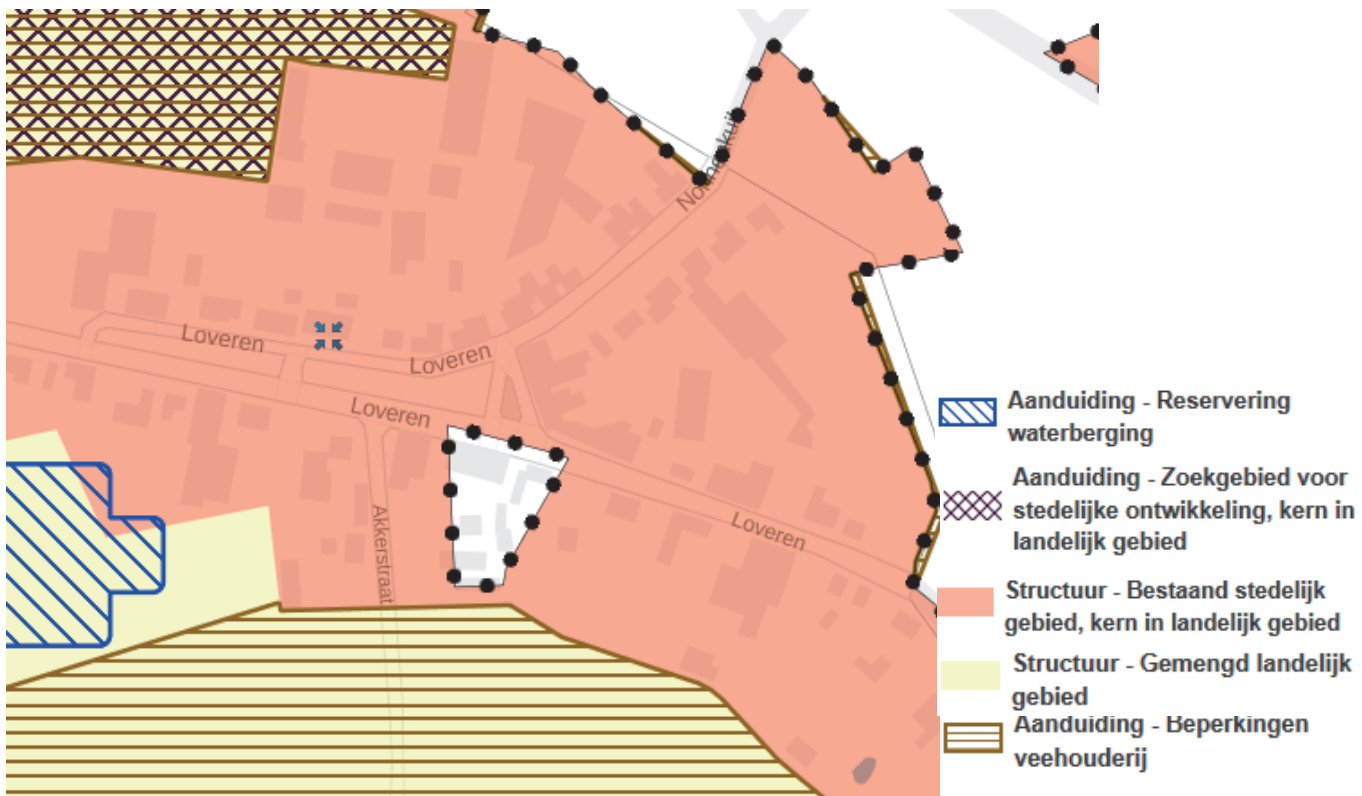 Nonnenkuil
Loveren
Loveren
Loveren
Loveren
Akkerstraat
Aanduiding - Reservering
waterberging
Aanduiding - Zoekgebied voor
stedelijke ontwikkeling, kern in
landelijk gebied
Structuur - Bestaand stedelijk
gebied, kern in landelijk gebied
Structuur - Gemengd landelijk
gebied
Aanduiding - Beperkingen
veehouderij